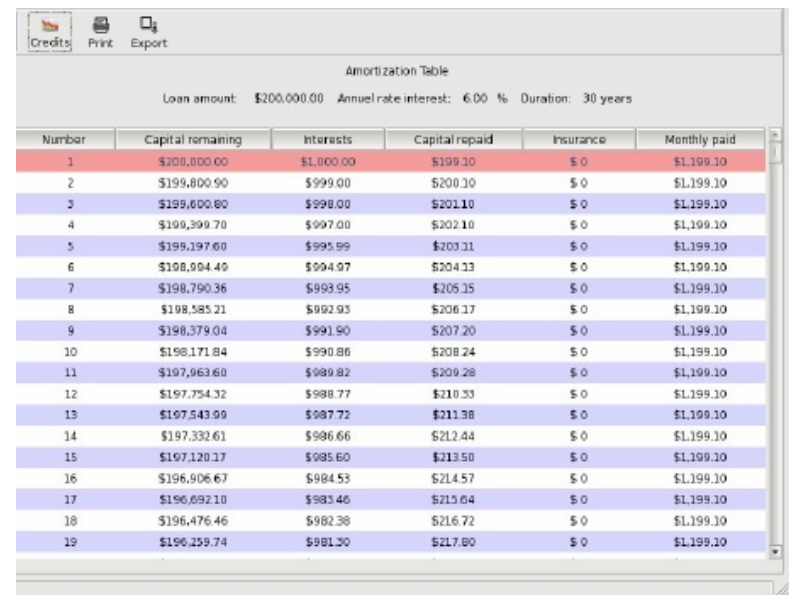 Credits Print Export
Amortization Table
Loan amount: $200,000.00 Annuel rate interest: 6.00 % Duration: 30 years
Number Capital remaining Interests Capital repaid Insurance Monthly paid
1 $200,000.00 $1,000.00 $199.10 $ 0 $1,199.10
2 $199,800.90 $999.00 $200.10 $ 0 $1,199.10
3 $199,600.80 $998.00 $201.10 $ 0 $1,199.10
4 $199,399.70 $997.00 $202.10 $ 0 $1,199.10
5 $199,197.60 $995.99 $203.11 $ 0 $1,199.10
6 $198,994.49 $994.97 $204.13 $ 0 $1,199.10
7 $198,790.36 $993.95 $205.15 $ 0 $1,199.10
8 $198,585.21 $992.93 $206.17 $ 0 $1,199.10
9 $198,379.04 $991.90 $207.20 $ 0 $1,199.10
10 $198,171.84 $990.86 $208.24 $ 0 $1,199.10
11 $197,963.60 $989.82 $209.28 $ 0 $1,199.10
12 $197,754.32 $988.77 $210.33 $ 0 $1,199.10
13 $197,543.99 $987.72 $211.38 $ 0 $1,199.10
14 $197,332.61 $986.66 $212.44 $ 0 $1,199.10
15 $197,120.17 $985.60 $213.50 $ 0 $1,199.10
16 $196,906.67 $984.53 $214.57 $ 0 $1,199.10
17 $196,692.10 $983.46 $215.64 $ 0 $1,199.10
18 $196,476.46 $982.38 $216.72 $ 0 $1,199.10
19 $196,259.74 $981.30 $217.80 $ 0 $1,199.10